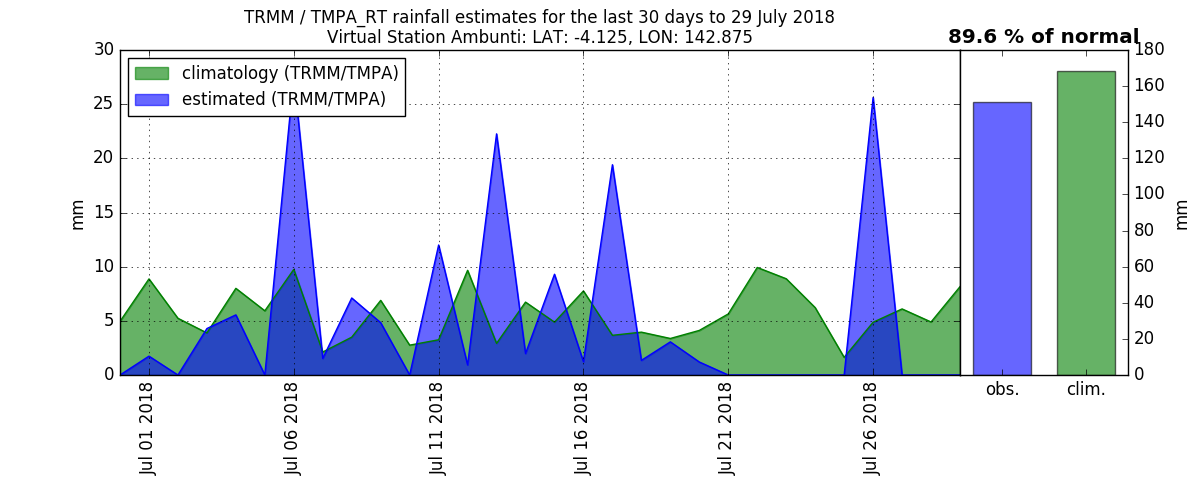 TRMM / TMPA_RT rainfall estimates for the last 30 days to 29 July 2018
Virtual Station Ambunti: LAT: -4.125, LON: 142.875
89.6 % of normal
climatology (TRMM/TMPA)
estimated (TRMM/TMPA)
30
25
20
15
10
5
0
mm
Jul 01 2018
Jul 06 2018
Jul 11 2018
Jul 16 2018
Jul 21 2018
Jul 26 2018
obs.
clim.
180
160
140
120
100
80
60
40
20
0
mm